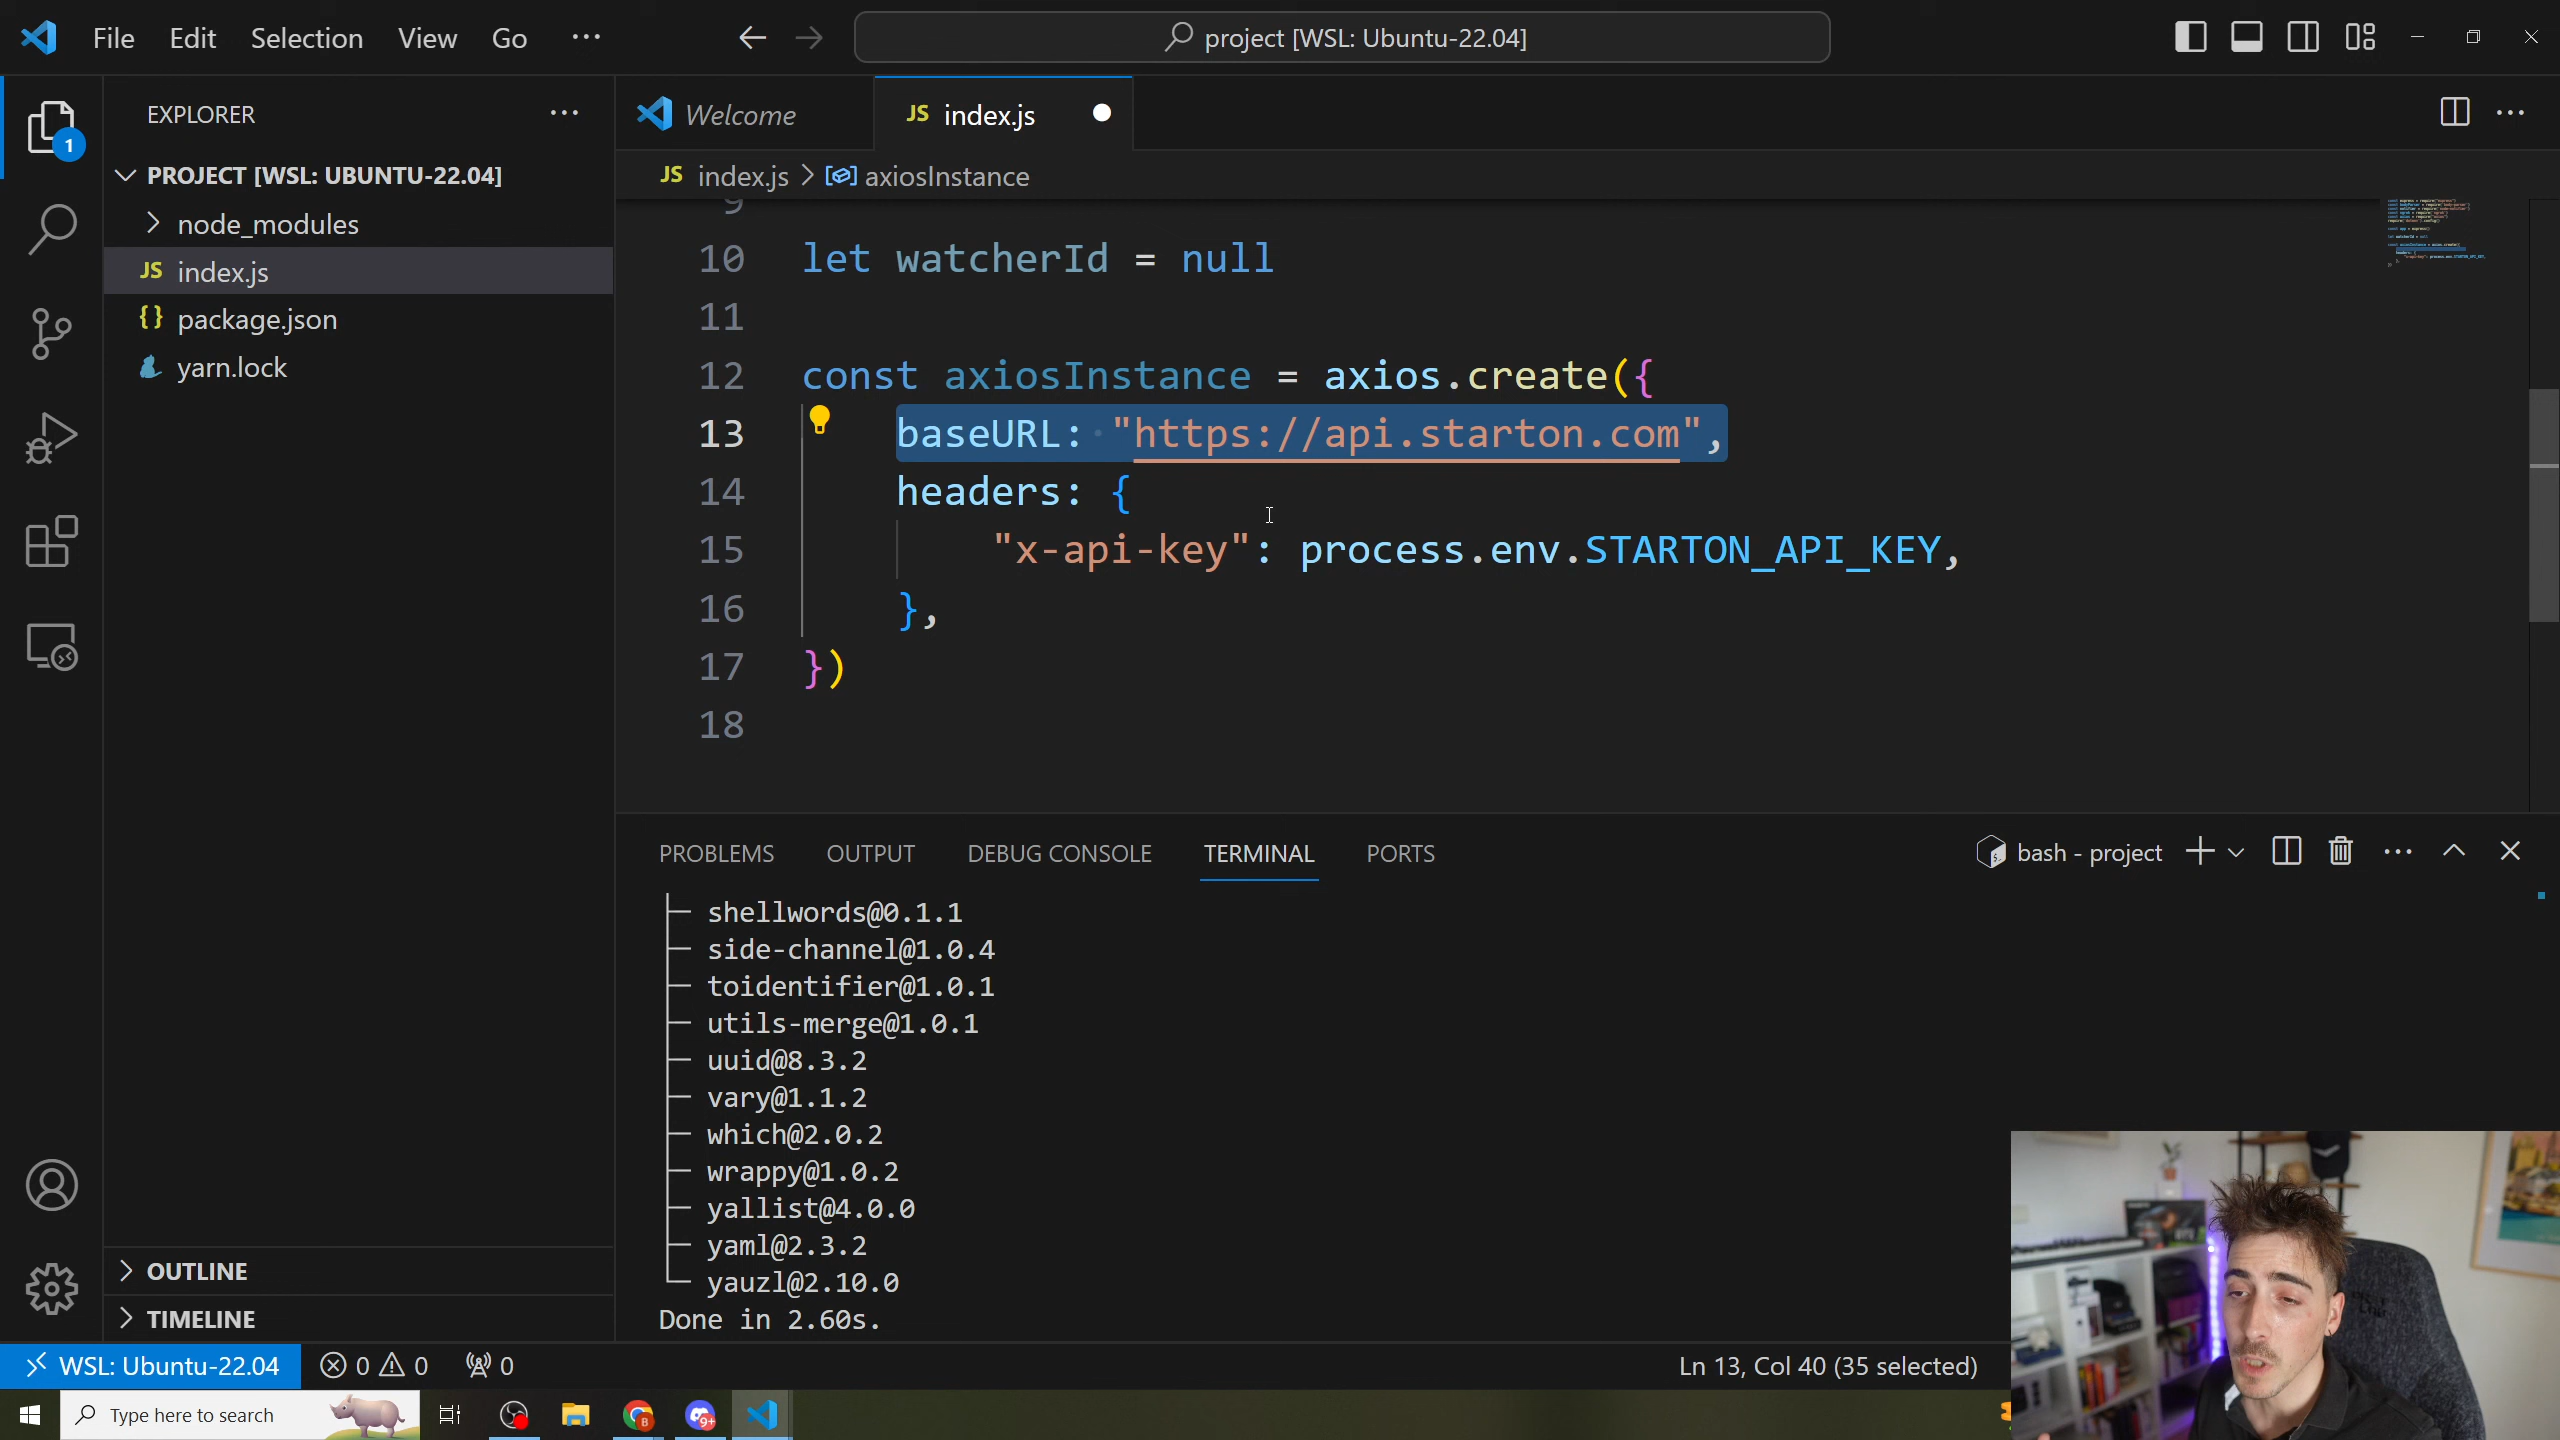 File Edit Selection View Go ···
project [WSL: Ubuntu-22.04]
EXPLORER
1
PROJECT [WSL: UBUNTU-22.04]
node_modules
JS index.js
{} package.json
yarn.lock
OUTLINE
TIMELINE
Welcome
JS index.js
JS index.js > axiosInstance
9
10 let watcherId = null
11
12 const axiosInstance = axios.create({
13 baseURL: "https://api.starton.com",
14 headers: {
15 "x-api-key": process.env.STARTON_API_KEY,
16 },
17 })
18
PROBLEMS OUTPUT DEBUG CONSOLE TERMINAL PORTS
bash - project
├─ shellwords@0.1.1
├─ side-channel@1.0.4
├─ toidentifier@1.0.1
├─ utils-merge@1.0.1
├─ uuid@8.3.2
├─ vary@1.1.2
├─ which@2.0.2
├─ wrappy@1.0.2
├─ yallist@4.0.0
├─ yaml@2.3.2
└─ yauzl@2.10.0
Done in 2.60s.
WSL: Ubuntu-22.04 0 0 0
Ln 13, Col 40 (35 selected)
Type here to search
B
9+